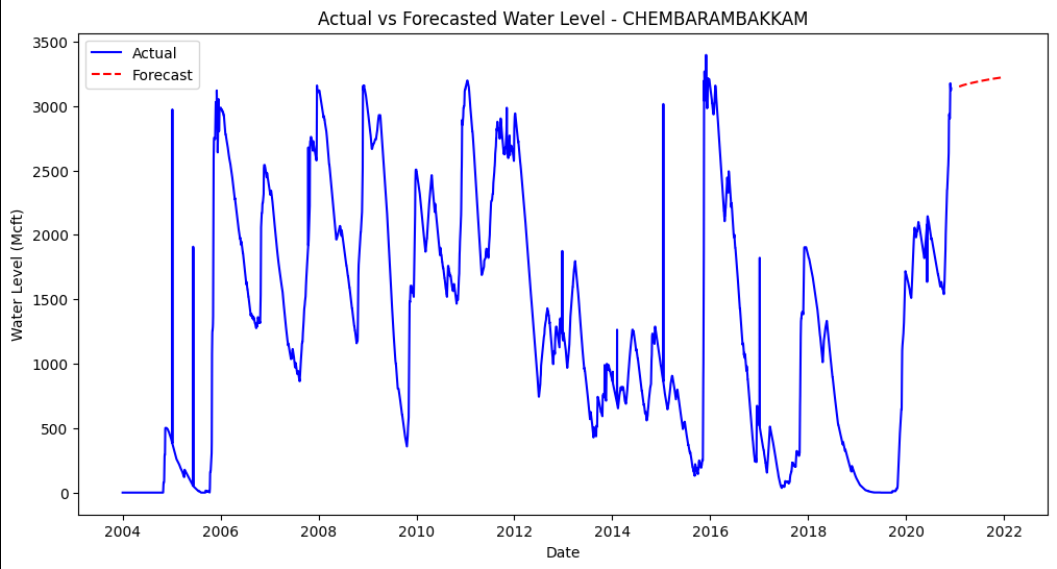 Actual vs Forecasted Water Level - CHEMBARAMBAKKAM
Actual
Forecast
Water Level (Mcft)
3500
3000
2500
2000
1500
1000
500
0
2004 2006 2008 2010 2012 2014 2016 2018 2020 2022
Date